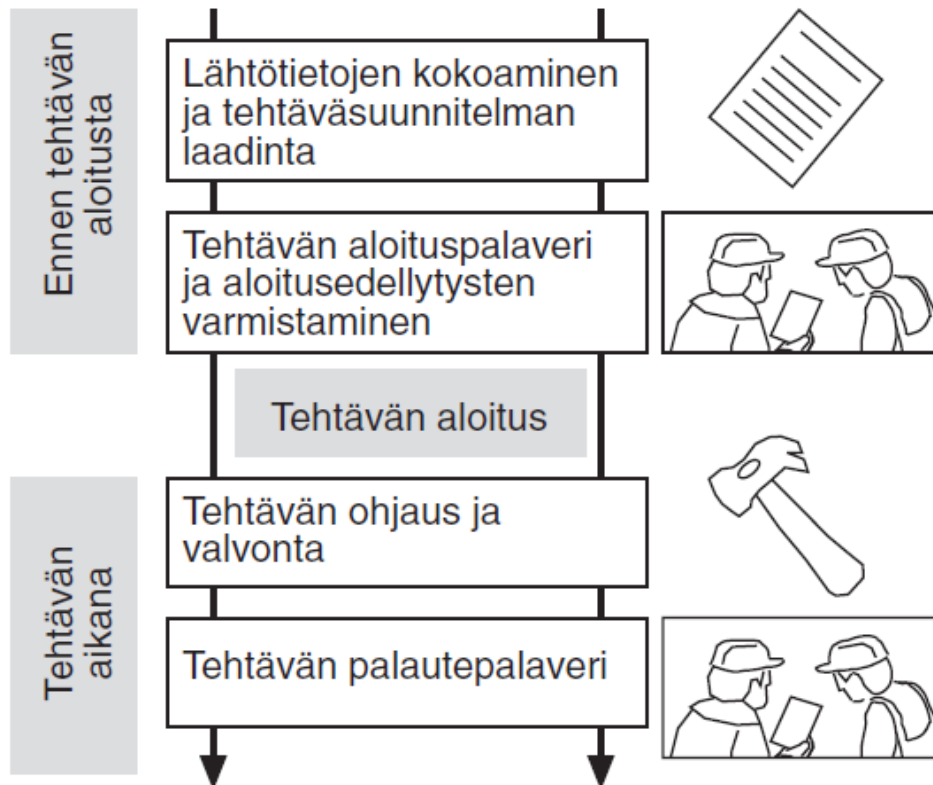 Ennen tehtävän
aloitusta
Lähtötietojen kokoaminen
ja tehtäväsuunnitelman
laadinta
Tehtävän aloituspalaveri
ja aloitusedellytysten
varmistaminen
Tehtävän aloitus
Tehtävän
aikana
Tehtävän ohjaus ja
valvonta
Tehtävän palautepalaveri